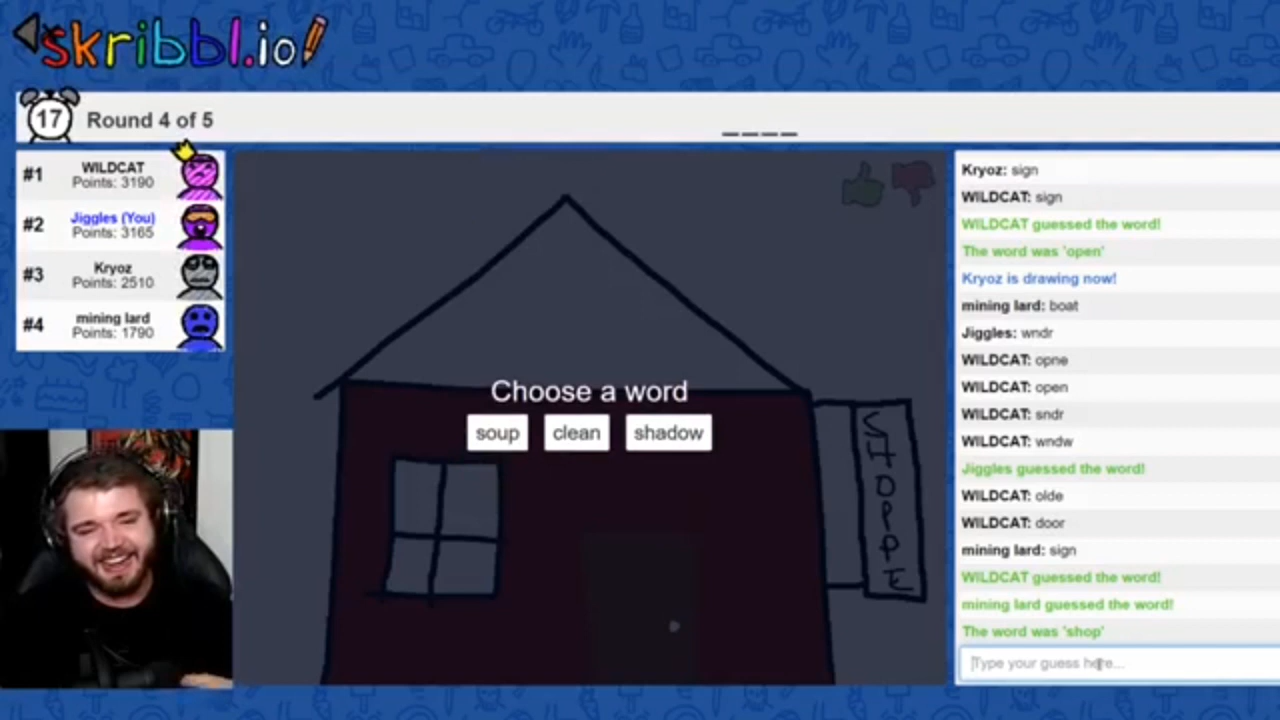 skribbl.io!
17
Round 4 of 5
____
#1 WILDCAT
Points: 3190
#2 Jiggles (You)
Points: 3165
#3 Kryoz
Points: 2510
#4 mining lard
Points: 1790
Choose a word
soup clean shadow
SHOPPE
Kryoz: sign
WILDCAT: sign
WILDCAT guessed the word!
The word was 'open'
Kryoz is drawing now!
mining lard: boat
Jiggles: wndr
WILDCAT: opne
WILDCAT: open
WILDCAT: sndr
WILDCAT: wndw
Jiggles guessed the word!
WILDCAT: olde
WILDCAT: door
mining lard: sign
WILDCAT guessed the word!
mining lard guessed the word!
The word was 'shop'
Type your guess here...